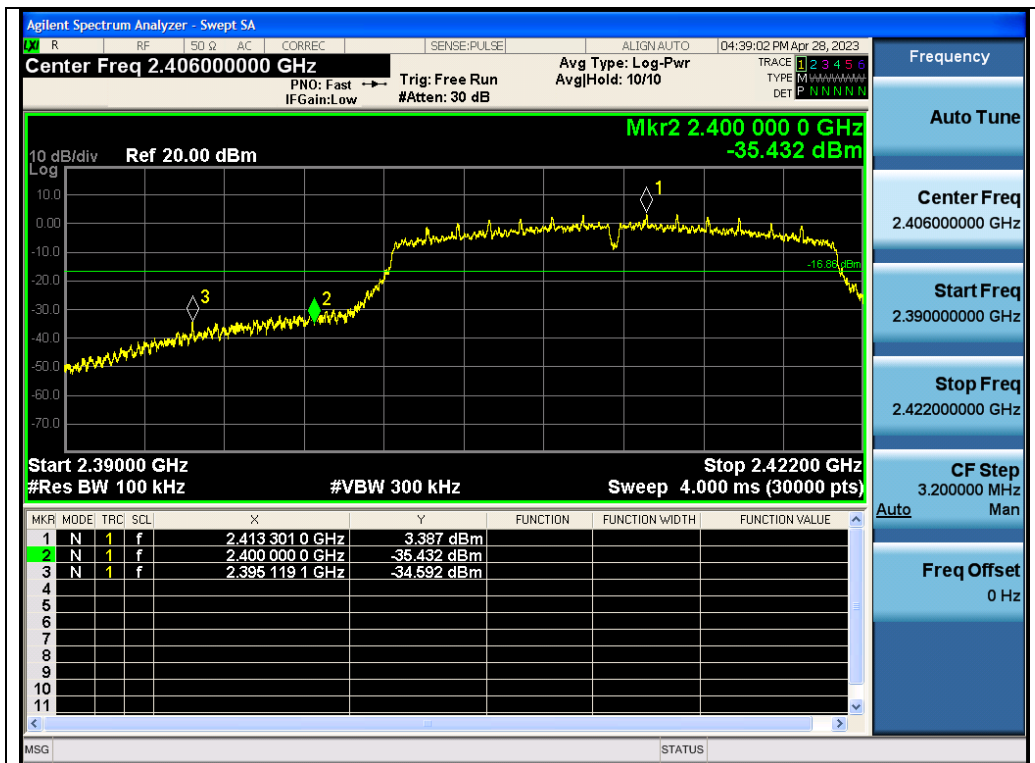 Agilent Spectrum Analyzer - Swept SA
LXI R RF 50 Ω AC CORREC SENSE:PULSE ALIGN AUTO 04:39:02 PM Apr 28, 2023
Center Freq 2.406000000 GHz
PNO: Fast
IFGain:Low
Trig: Free Run
#Atten: 30 dB
Avg Type: Log-Pwr
Avg|Hold: 10/10
TRACE 1 2 3 4 5 6
TYPE M
DET P N N N N N
Mkr2 2.400 000 0 GHz
-35.432 dBm
10 dB/div Ref 20.00 dBm
Log
10.0
0.00
-10.0
-20.0
-30.0
-40.0
-50.0
-60.0
-70.0
1
2
3
-16.86 dBm
Start 2.39000 GHz Stop 2.42200 GHz
#Res BW 100 kHz #VBW 300 kHz Sweep 4.000 ms (30000 pts)
MKR MODE TRC SCL X Y FUNCTION FUNCTION WIDTH FUNCTION VALUE
1 N 1 f 2.413 301 0 GHz 3.387 dBm
2 N 1 f 2.400 000 0 GHz -35.432 dBm
3 N 1 f 2.395 119 1 GHz -34.592 dBm
4
5
6
7
8
9
10
11
MSG STATUS
Frequency
Auto Tune
Center Freq
2.406000000 GHz
Start Freq
2.390000000 GHz
Stop Freq
2.422000000 GHz
CF Step
3.200000 MHz
Auto Man
Freq Offset
0 Hz